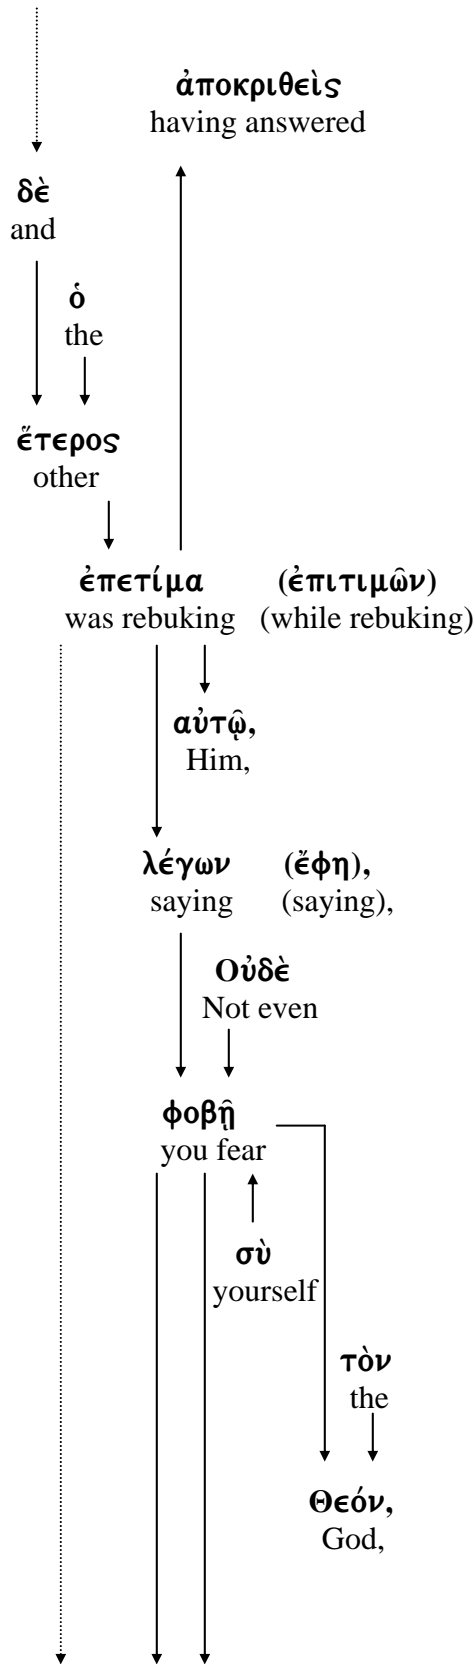 ἀποκριθεὶς
having answered
δὲ
and
ὁ
the
ἕτερος
other
ἐπετίμα (ἐπιτιμῶν)
was rebuking (while rebuking)
αὐτῷ,
Him,
λέγων (ἔφη),
saying (saying),
Οὐδὲ
Not even
φοβῇ
you fear
σὺ
yourself
τὸν
the
Θεόν,
God,